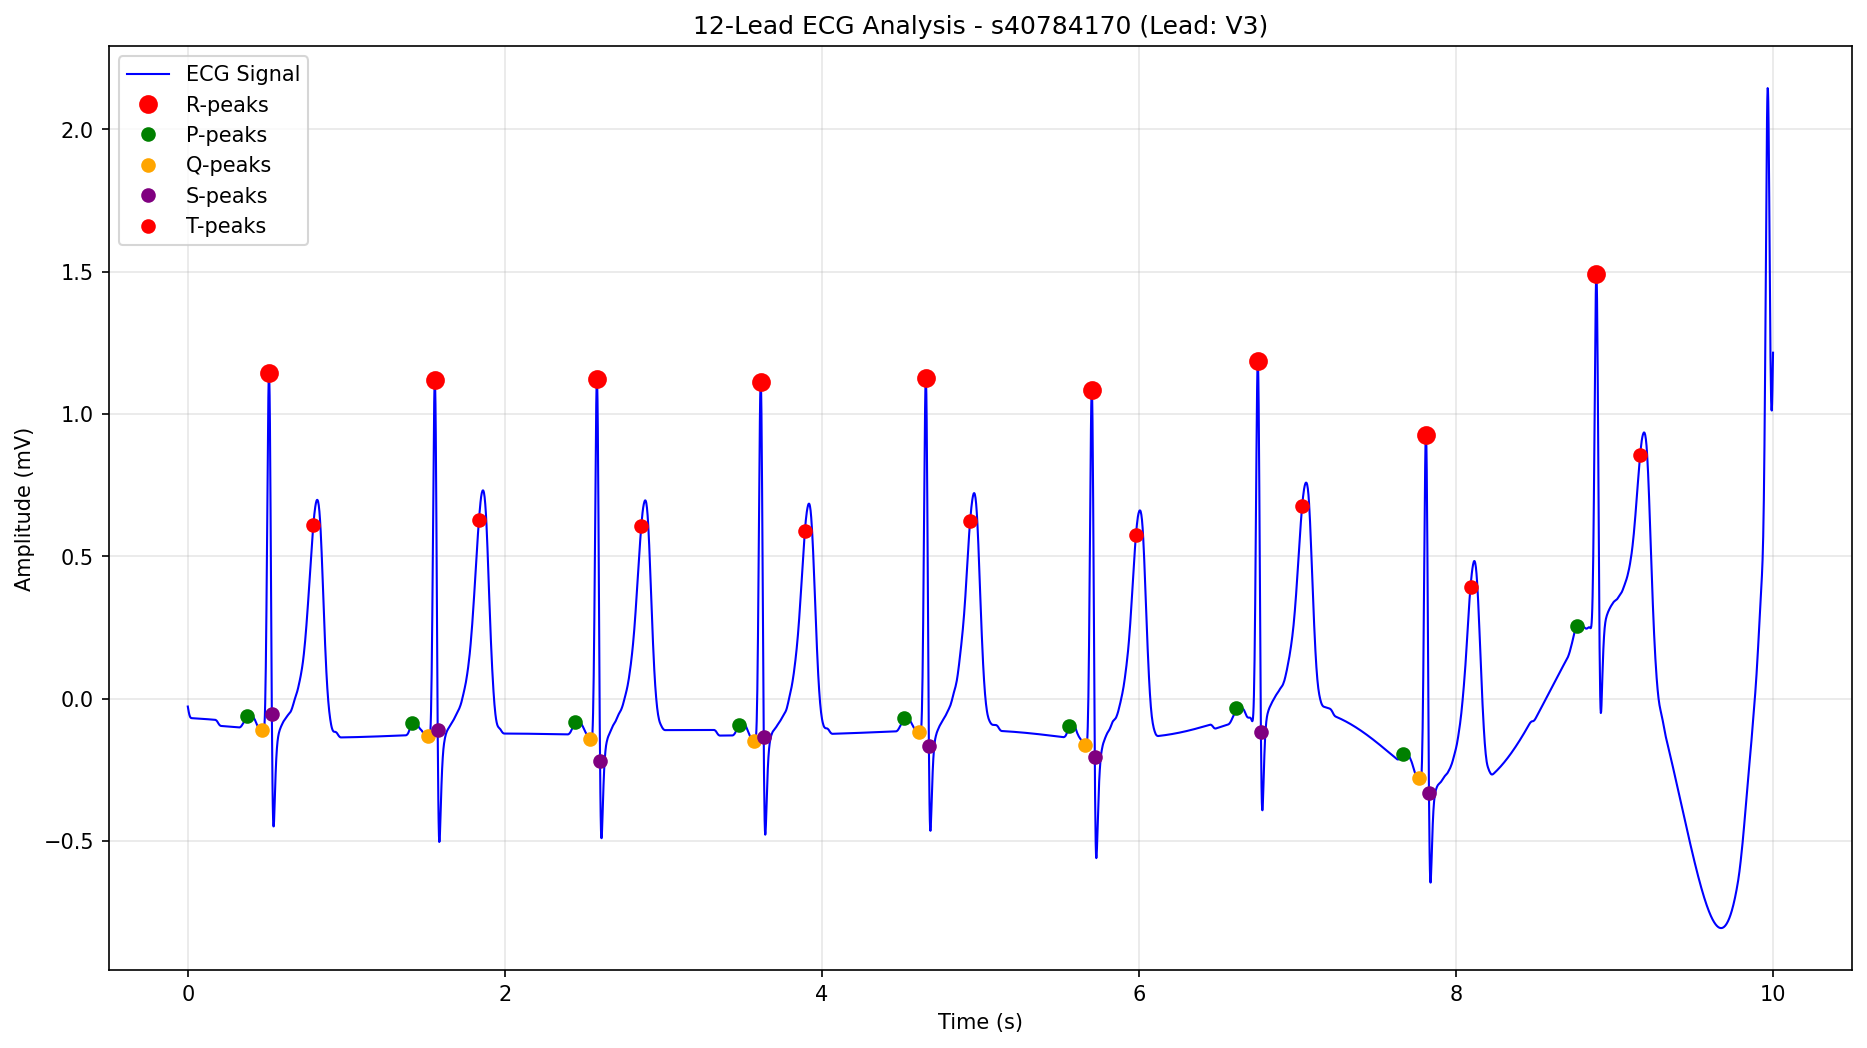 12-Lead ECG Analysis - s40784170 (Lead: V3)
ECG Signal
R-peaks
P-peaks
Q-peaks
S-peaks
T-peaks
2.0
1.5
1.0
0.5
0.0
−0.5
Amplitude (mV)
0 2 4 6 8 10
Time (s)